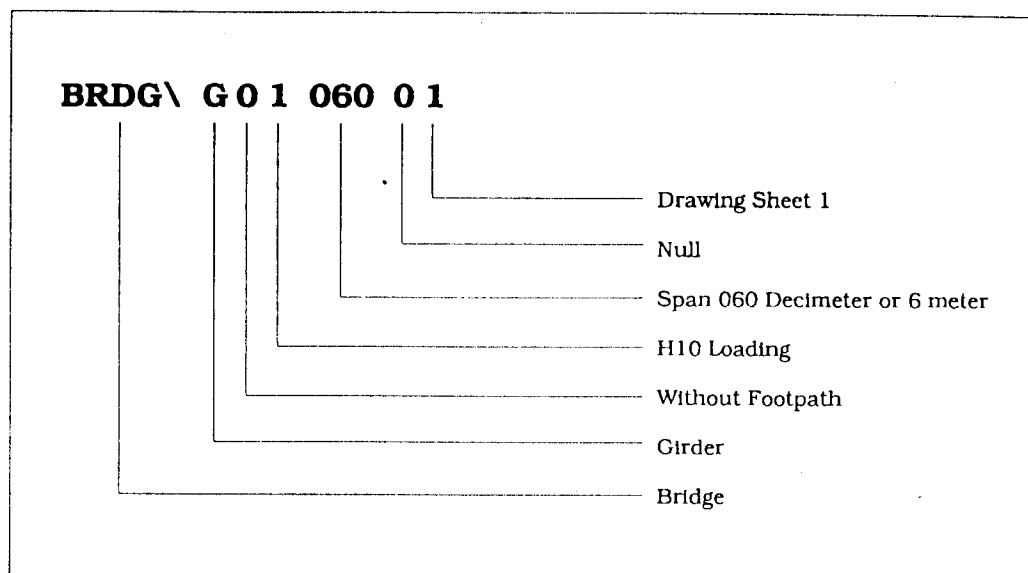 BRDG\ G 0 1 060 0 1
Drawing Sheet 1
Null
Span 060 Decimeter or 6 meter
H10 Loading
Without Footpath
Girder
Bridge